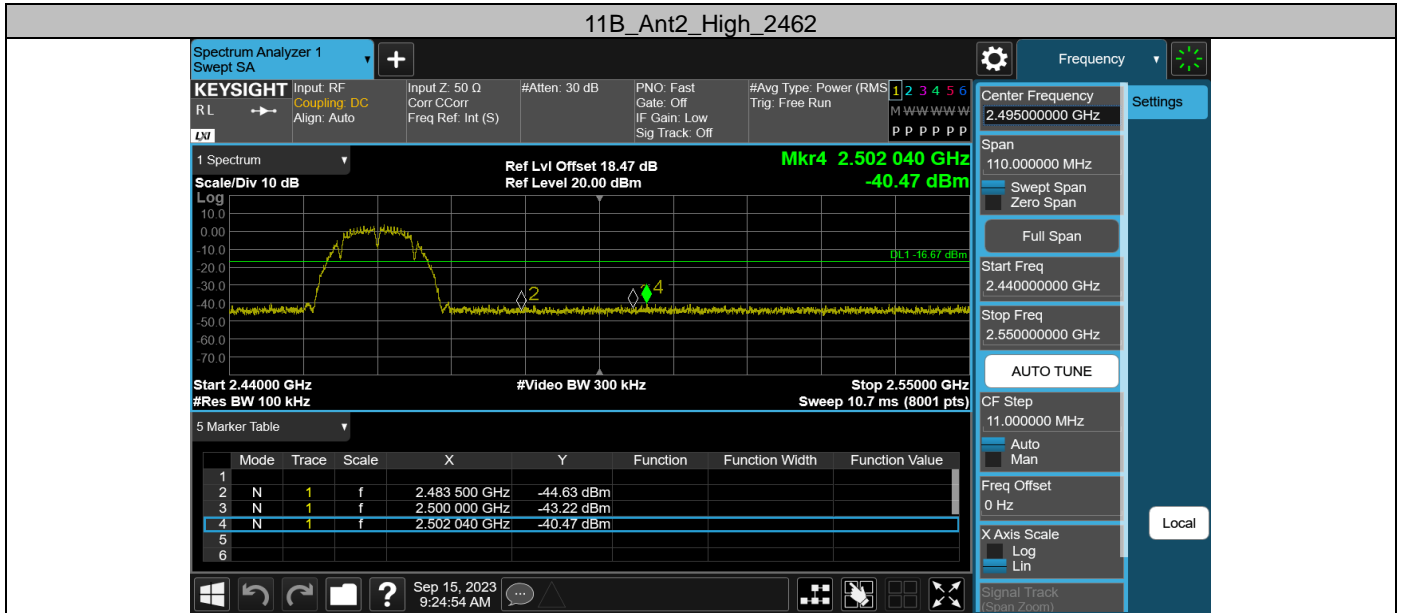 11B_Ant2_High_2462
Spectrum Analyzer 1
Swept SA
Frequency
KEYSIGHT
RL
LXI
Input: RF
Coupling: DC
Align: Auto
Input Z: 50 Ω
Corr CCorr
Freq Ref: Int (S)
#Atten: 30 dB
PNO: Fast
Gate: Off
IF Gain: Low
Sig Track: Off
#Avg Type: Power (RMS
Trig: Free Run
1 2 3 4 5 6
M W W W W W
P P P P P P
1 Spectrum
Scale/Div 10 dB
Ref Lvl Offset 18.47 dB
Ref Level 20.00 dBm
Mkr4 2.502 040 GHz
-40.47 dBm
Log
10.0
0.00
-10.0
-20.0
-30.0
-40.0
-50.0
-60.0
-70.0
DL1 -16.67 dBm
2
4
Start 2.44000 GHz
#Video BW 300 kHz
Stop 2.55000 GHz
#Res BW 100 kHz
Sweep 10.7 ms (8001 pts)
5 Marker Table
Mode Trace Scale X Y Function Function Width Function Value
1
2 N 1 f 2.483 500 GHz -44.63 dBm
3 N 1 f 2.500 000 GHz -43.22 dBm
4 N 1 f 2.502 040 GHz -40.47 dBm
5
6
Sep 15, 2023
9:24:54 AM
Center Frequency
2.495000000 GHz
Settings
Span
110.000000 MHz
Swept Span
Zero Span
Full Span
Start Freq
2.440000000 GHz
Stop Freq
2.550000000 GHz
AUTO TUNE
CF Step
11.000000 MHz
Auto
Man
Freq Offset
0 Hz
X Axis Scale
Log
Lin
Local
Signal Track
(Span Zoom)